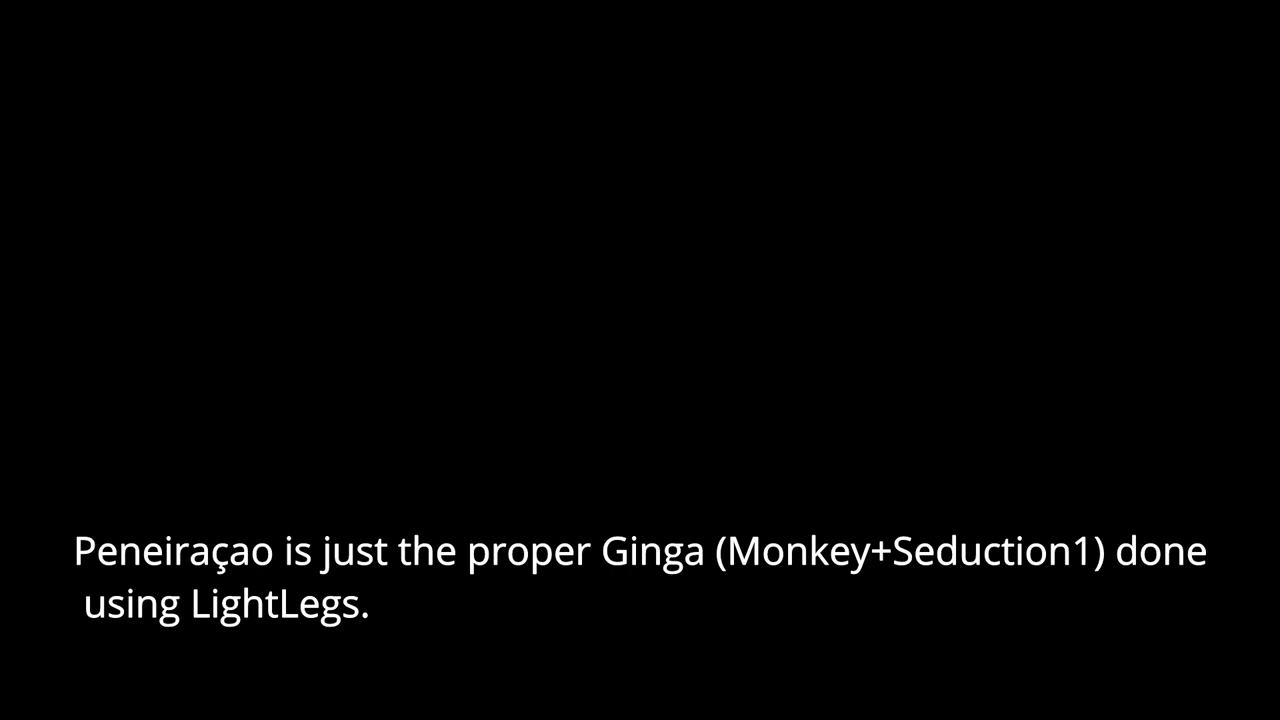 Peneiraçao is just the proper Ginga (Monkey+Seduction1) done
using LightLegs.